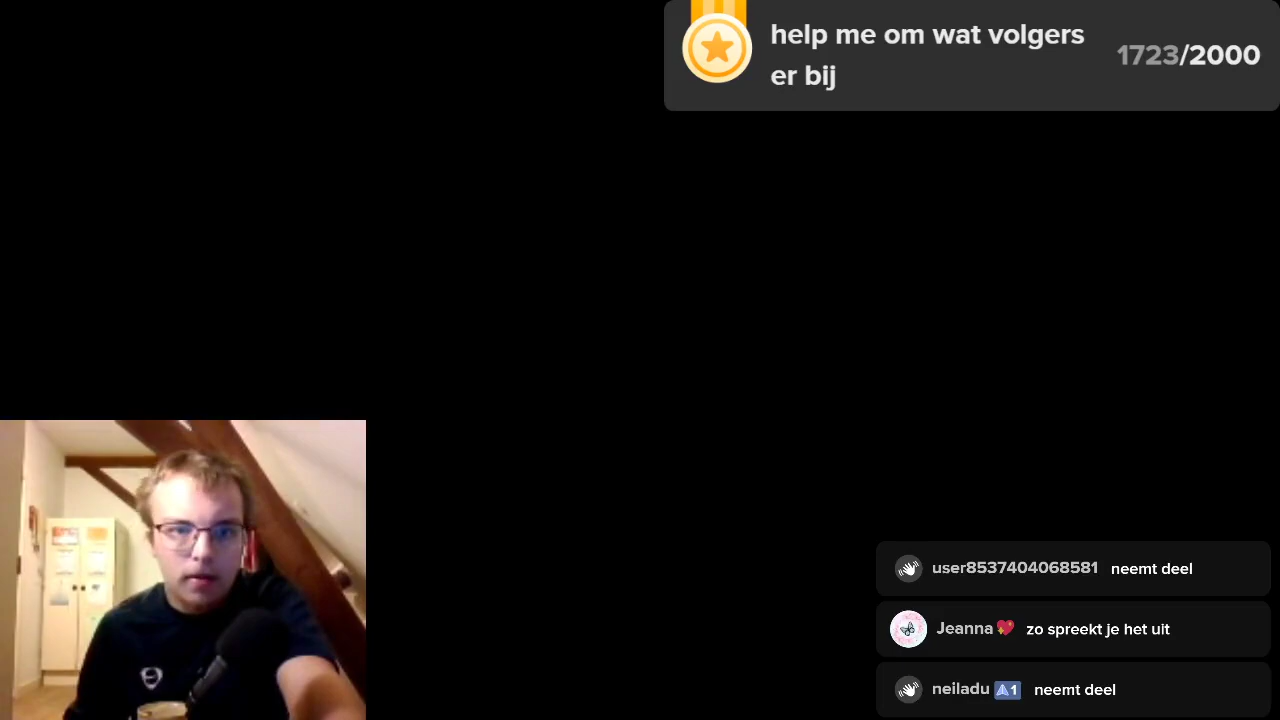 help me om wat volgers
er bij
1723/2000
user8537404068581 neemt deel
Jeanna💖 zo spreekt je het uit
neiladu 1 neemt deel